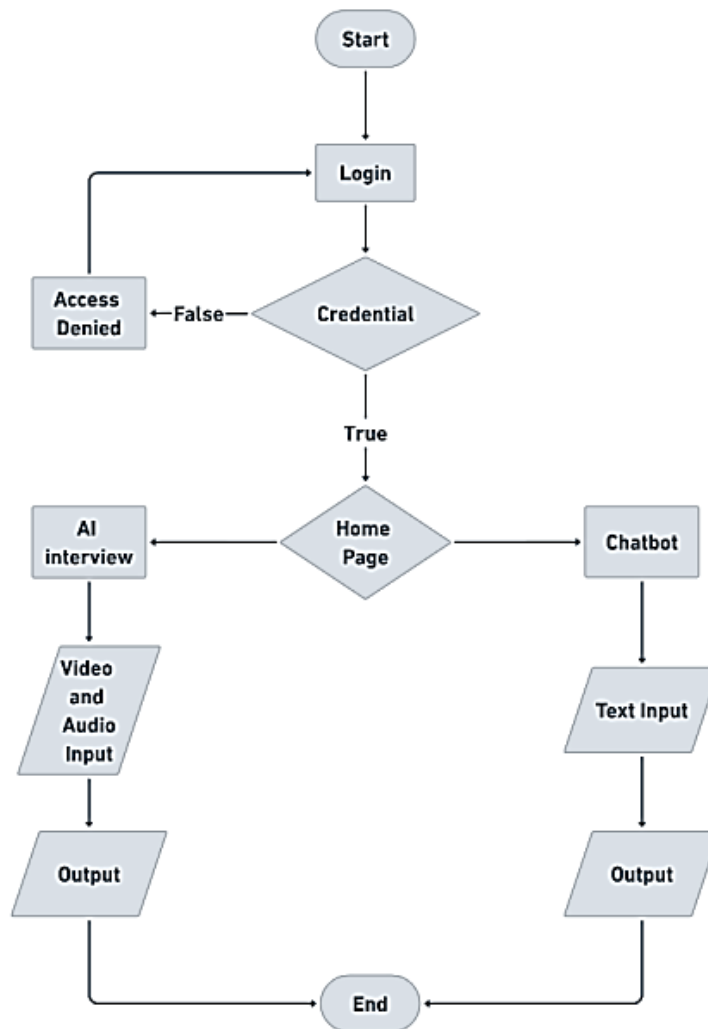 Start
Login
Access
Denied
False
Credential
True
AI
interview
Home
Page
Chatbot
Video
and
Audio
Input
Text Input
Output
Output
End